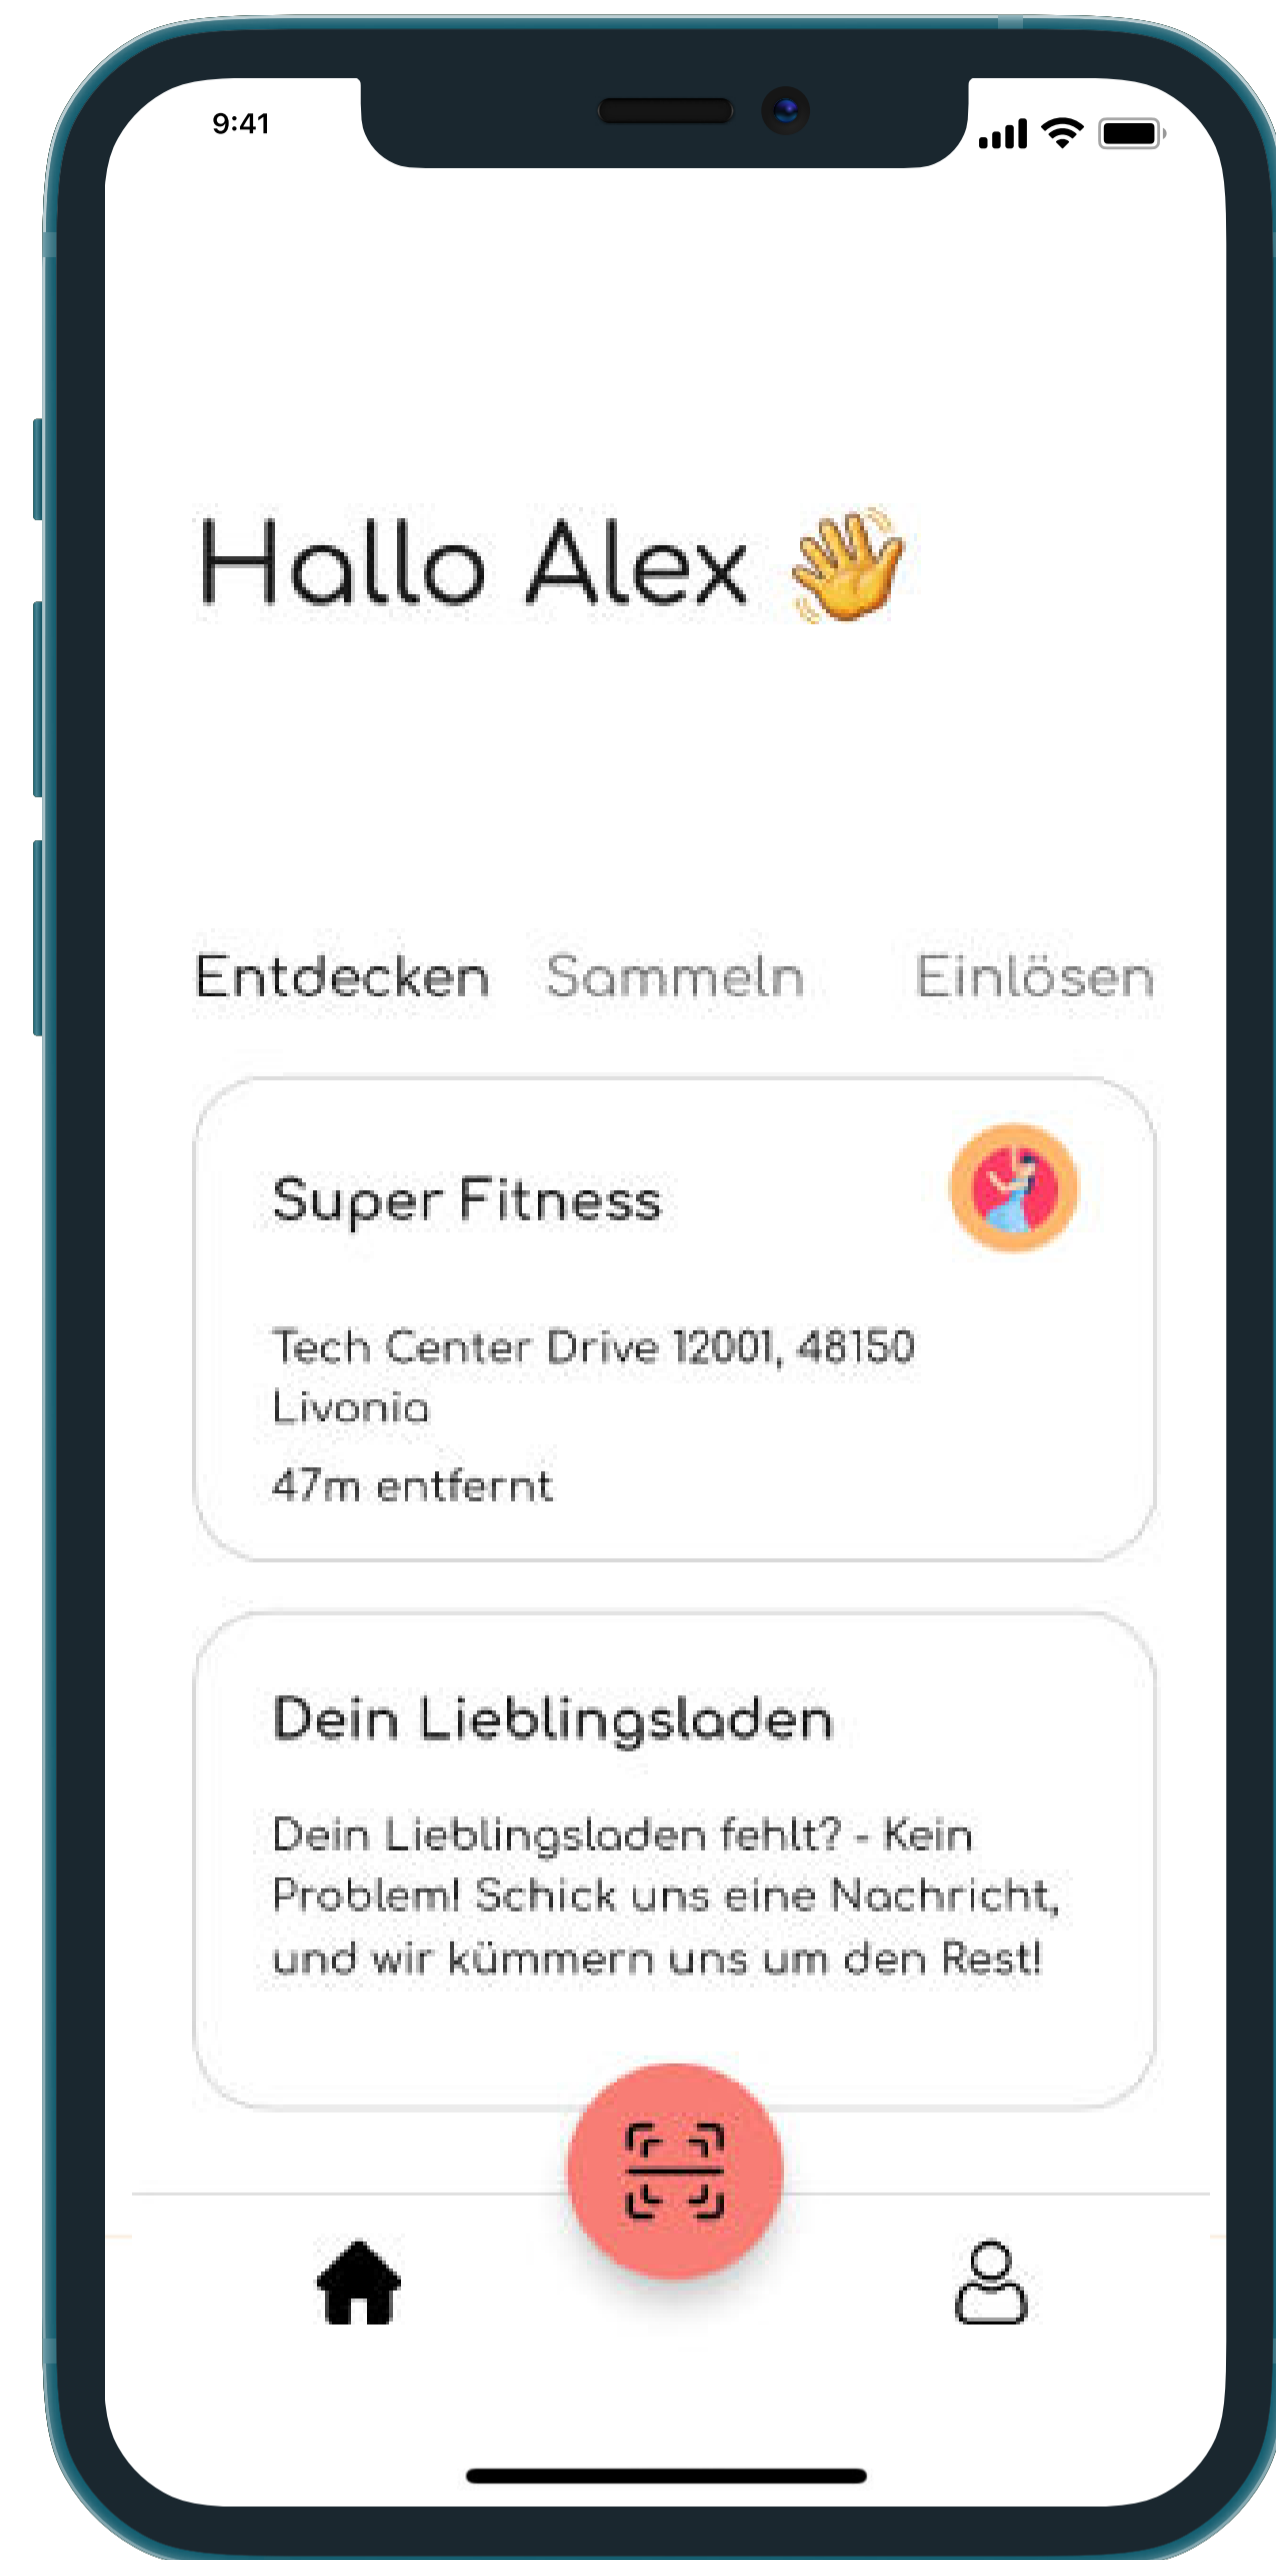 9:41
Hallo Alex 👋
Entdecken Sammeln Einlösen
Super Fitness
Tech Center Drive 12001, 48150
Livonia
47m entfernt
Dein Lieblingsladen
Dein Lieblingsladen fehlt? - Kein
Problem! Schick uns eine Nachricht,
und wir kümmern uns um den Rest!